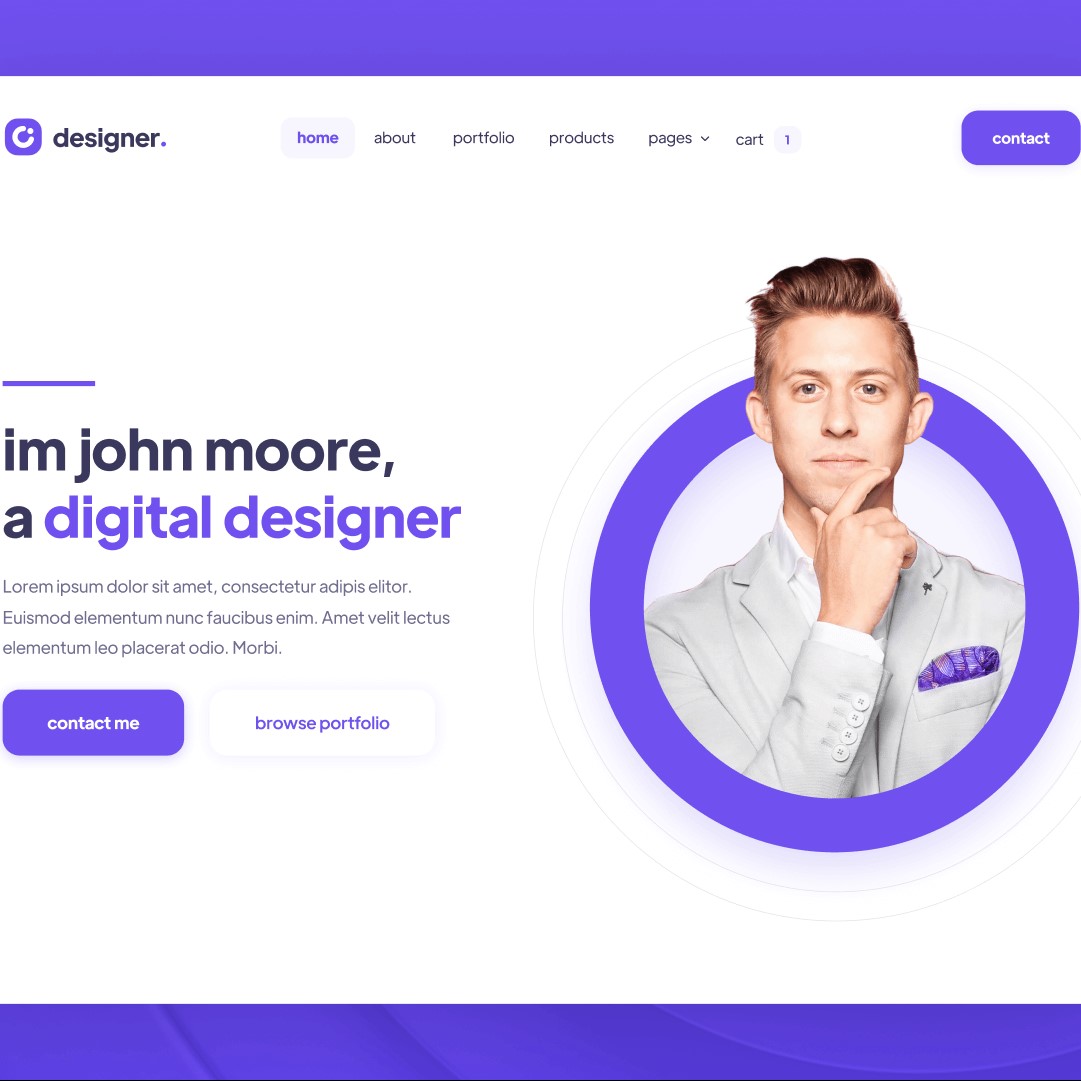 designer.
home
about
portfolio
products
pages
cart
1
contact
im john moore,
a digital designer
Lorem ipsum dolor sit amet, consectetur adipis elitor.
Euismod elementum nunc faucibus enim. Amet velit lectus
elementum leo placerat odio. Morbi.
contact me
browse portfolio